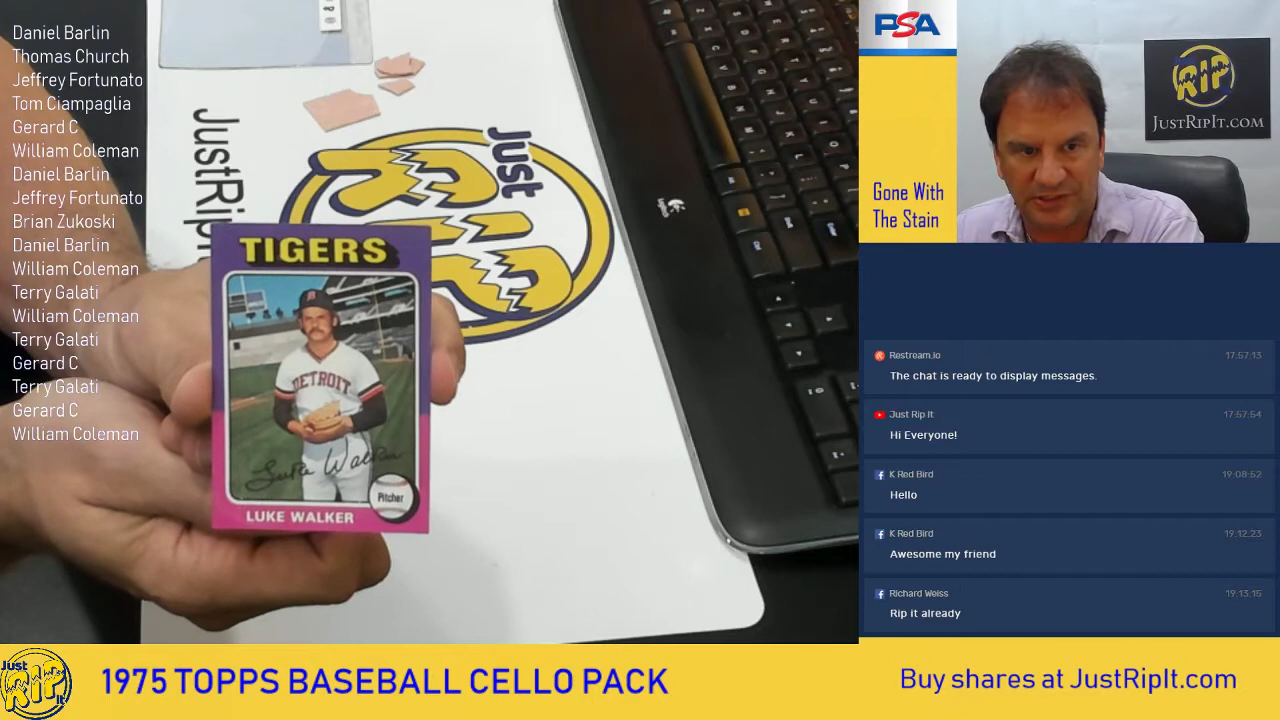 Daniel Barlin
Thomas Church
Jeffrey Fortunato
Tom Ciampaglia
Gerard C
William Coleman
Daniel Barlin
Jeffrey Fortunato
Brian Zukoski
Daniel Barlin
William Coleman
Terry Galati
William Coleman
Terry Galati
Gerard C
Terry Galati
Gerard C
William Coleman
JustRip
Just
RIP
Logitech
TIGERS
DETROIT
Luke Walker
Pitcher
LUKE WALKER
PSA
Gone With
The Stain
RIP
JUSTRIPIT.COM
Restream.io
17:57:13
The chat is ready to display messages.
Just Rip It
17:57:54
Hi Everyone!
K Red Bird
19:08:52
Hello
K Red Bird
19:12:23
Awesome my friend
Richard Weiss
19:13:15
Rip it already
Just
RIP
It
1975 TOPPS BASEBALL CELLO PACK
Buy shares at JustRipIt.com